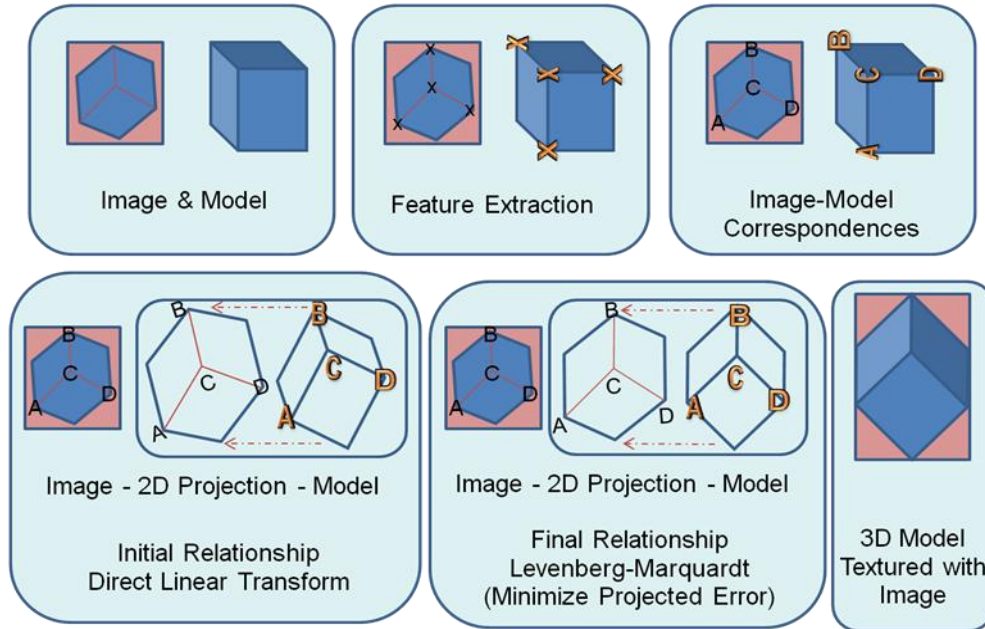 Image & Model
x
x
x
x
X
X
X
X
Feature Extraction
B
C
D
A
B
C
D
A
Image-Model
Correspondences
B
C
D
A
B
C
D
A
B
C
D
A
Image - 2D Projection - Model
Initial Relationship
Direct Linear Transform
B
C
D
A
B
C
D
A
B
C
D
A
Image - 2D Projection - Model
Final Relationship
Levenberg-Marquardt
(Minimize Projected Error)
3D Model
Textured with
Image